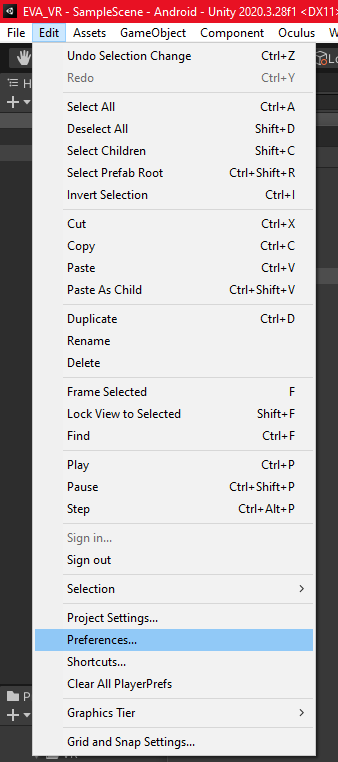 EVA_VR - SampleScene - Android - Unity 2020.3.28f1 <DX11>
File Edit Assets GameObject Component Oculus
Undo Selection Change Ctrl+Z
Redo Ctrl+Y
Select All Ctrl+A
Deselect All Shift+D
Select Children Shift+C
Select Prefab Root Ctrl+Shift+R
Invert Selection Ctrl+I
Cut Ctrl+X
Copy Ctrl+C
Paste Ctrl+V
Paste As Child Ctrl+Shift+V
Duplicate Ctrl+D
Rename
Delete
Frame Selected F
Lock View to Selected Shift+F
Find Ctrl+F
Play Ctrl+P
Pause Ctrl+Shift+P
Step Ctrl+Alt+P
Sign in...
Sign out
Selection
Project Settings...
Preferences...
Shortcuts...
Clear All PlayerPrefs
Graphics Tier
Grid and Snap Settings...